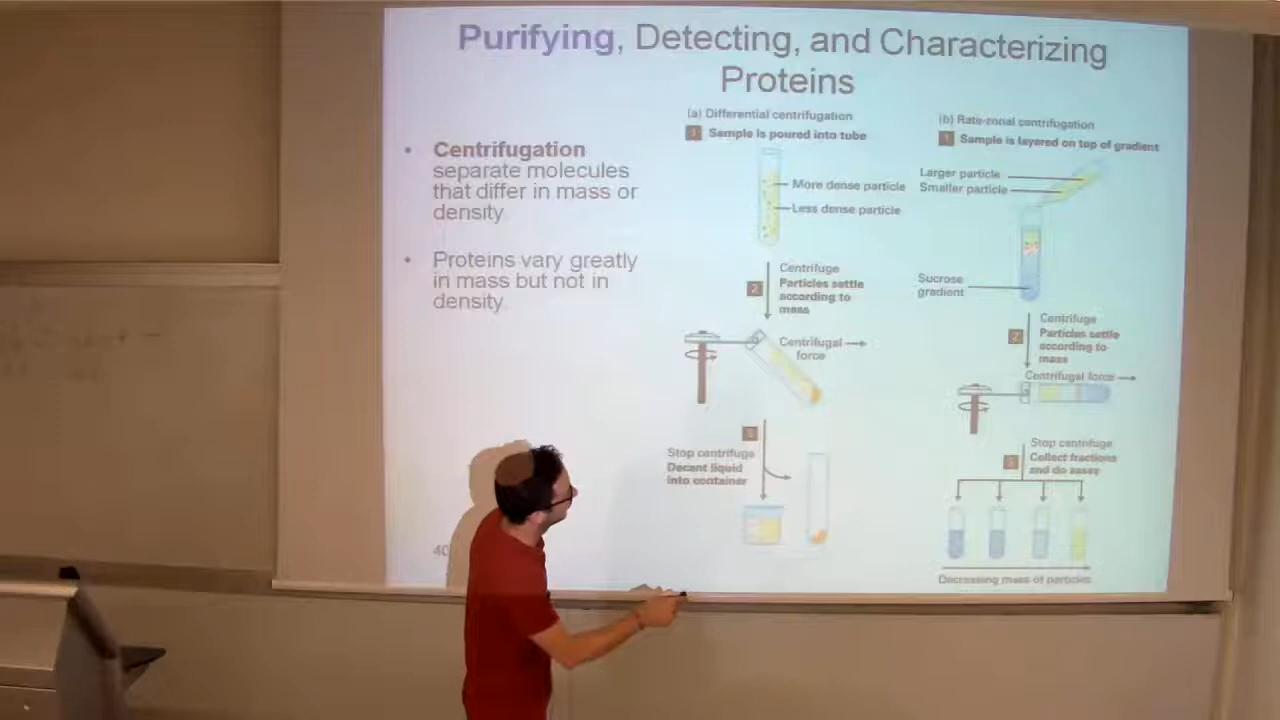 Purifying, Detecting, and Characterizing
Proteins
• Centrifugation
separate molecules
that differ in mass or
density.
• Proteins vary greatly
in mass but not in
density.
40
(a) Differential centrifugation
1 Sample is poured into tube
More dense particle
Less dense particle
2
Centrifuge
Particles settle
according to
mass
Centrifugal
force
3
Stop centrifuge
Decant liquid
into container
(b) Rate-zonal centrifugation
1 Sample is layered on top of gradient
Larger particle
Smaller particle
Sucrose
gradient
2
Centrifuge
Particles settle
according to
mass
Centrifugal force
3
Stop centrifuge
Collect fractions
and do assay
Decreasing mass of particles